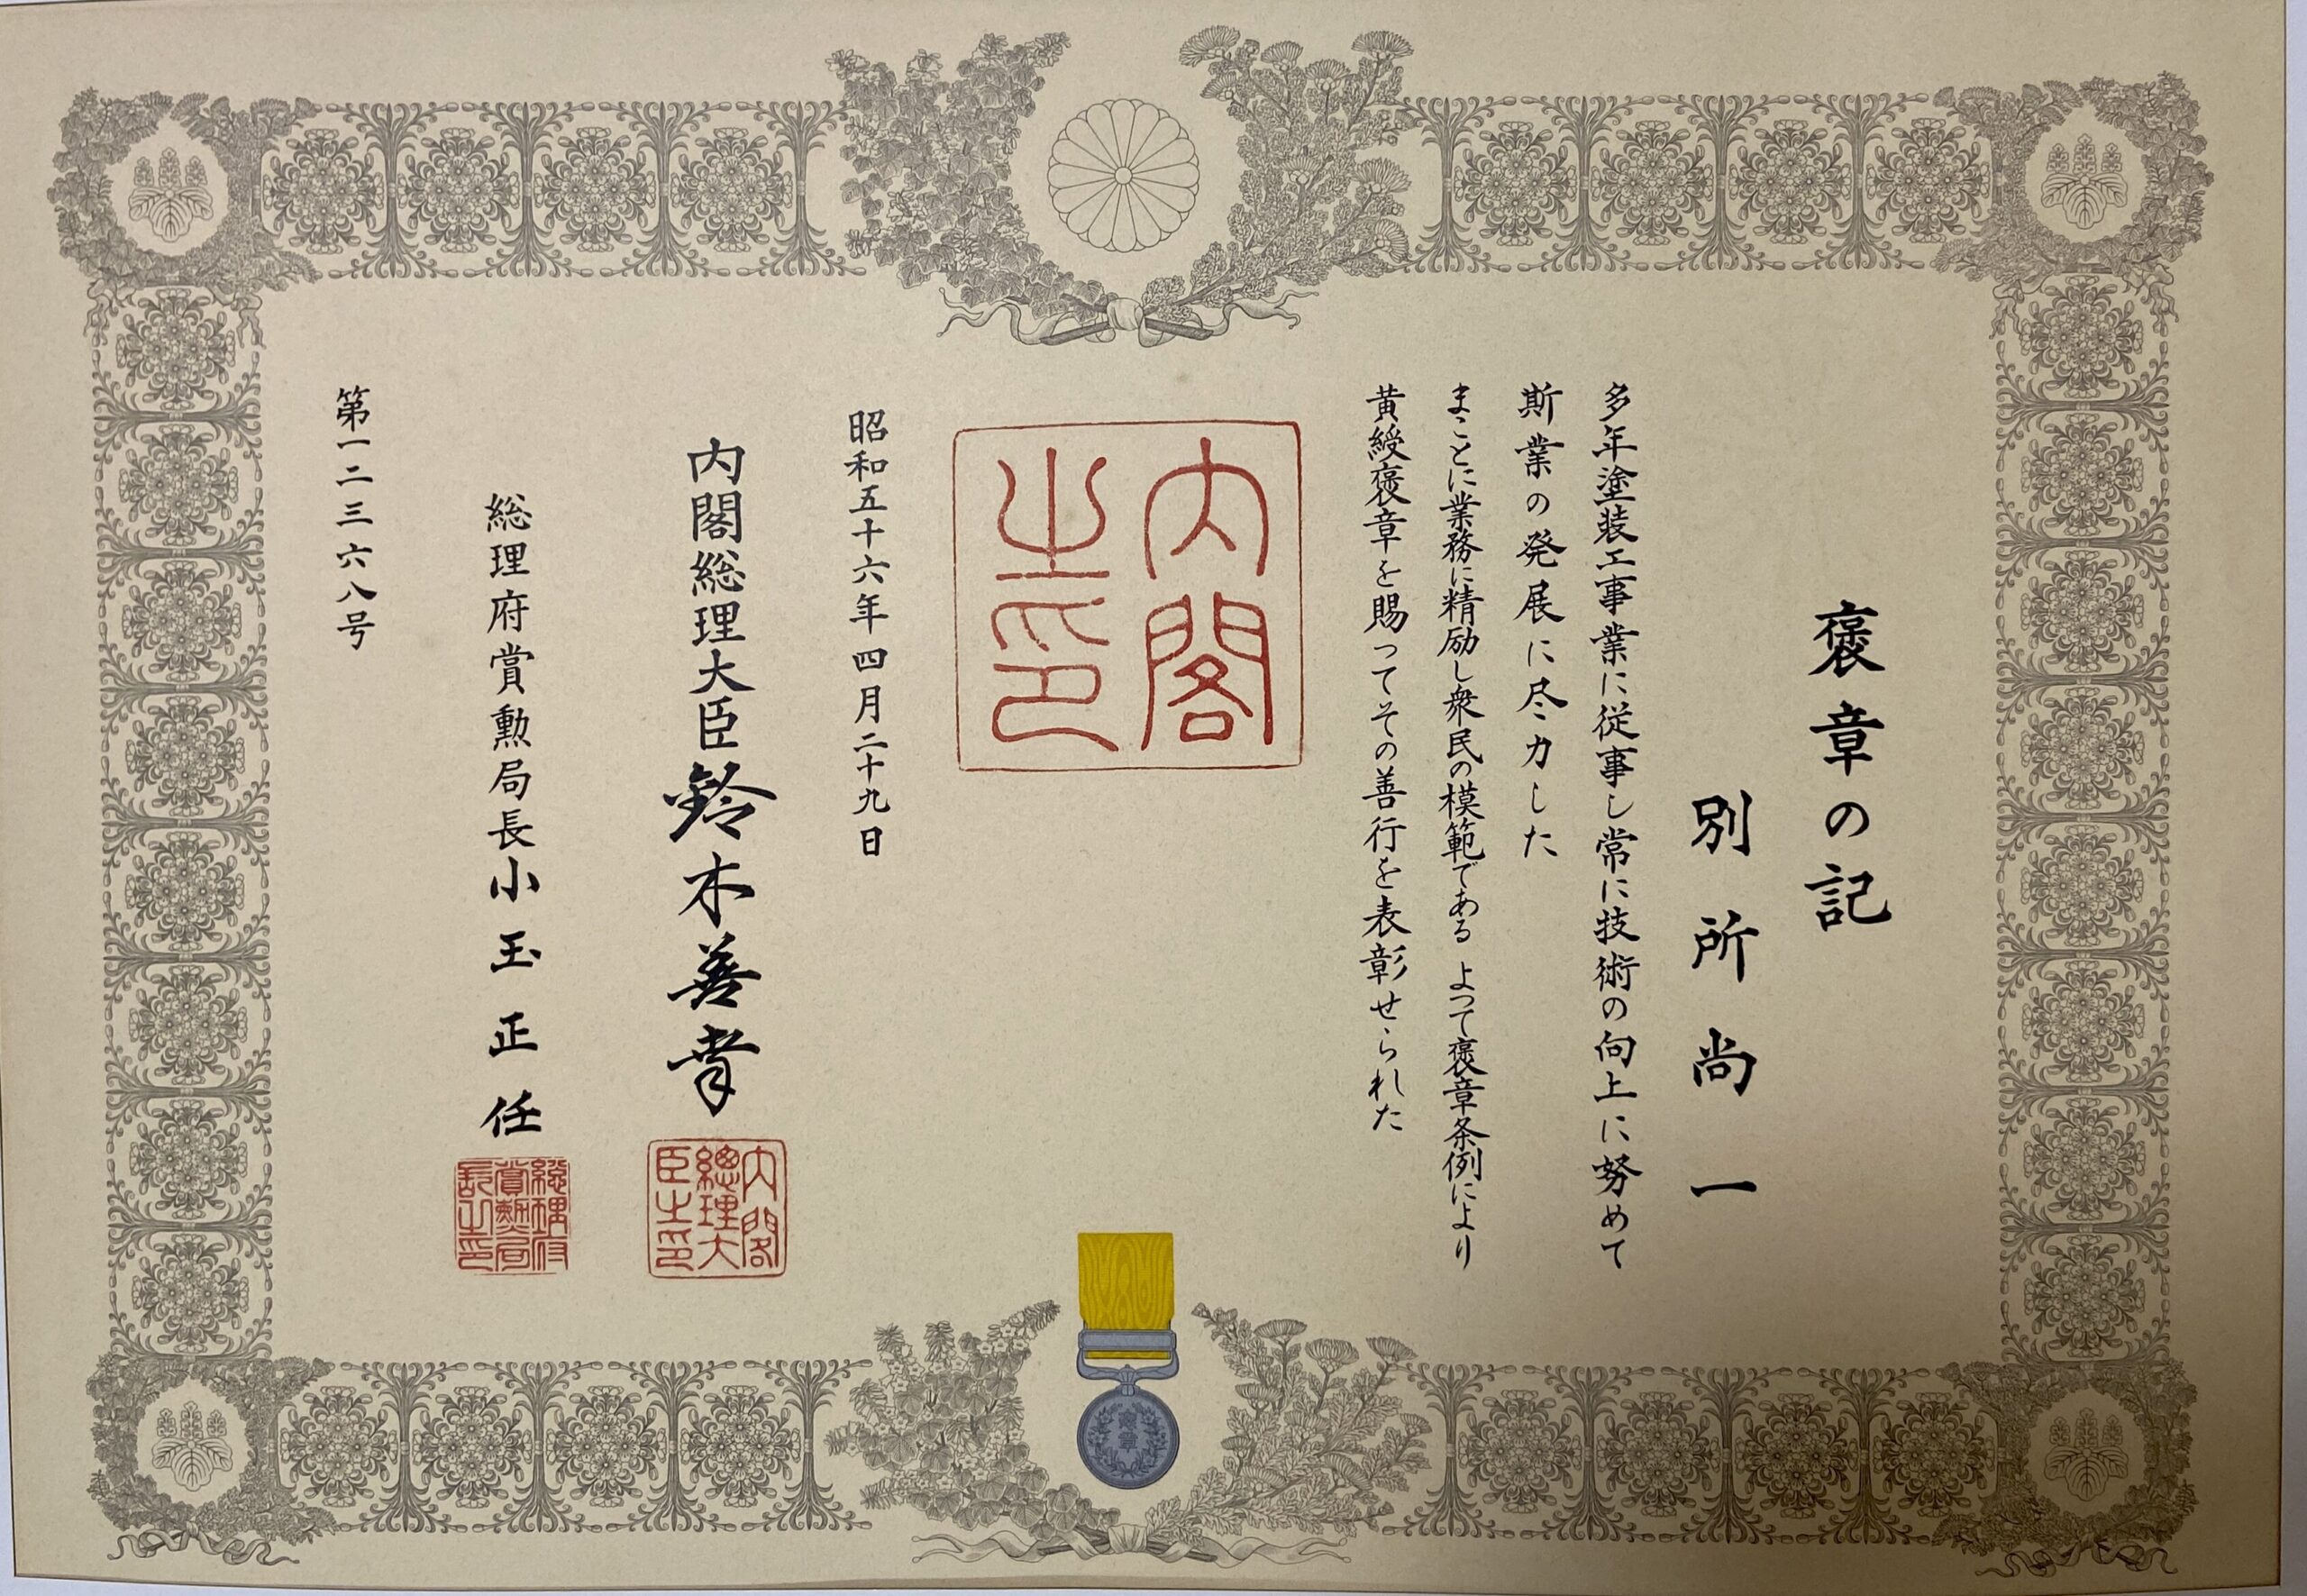 褒章の記
別所尚一
多年塗装工事業に従事し常に技術の向上に努めて
斯業の発展に尽力した
まことに業務に精励し衆民の模範である よつて褒章条例により
黄綬褒章を賜つてその善行を表彰せられた
内閣
之印
昭和五十六年四月二十九日
内閣総理大臣鈴木善幸
内閣
總理大
臣之印
総理府賞勲局長小玉正任
総理府
賞勲局
長之印
第一二三六八号
褒章